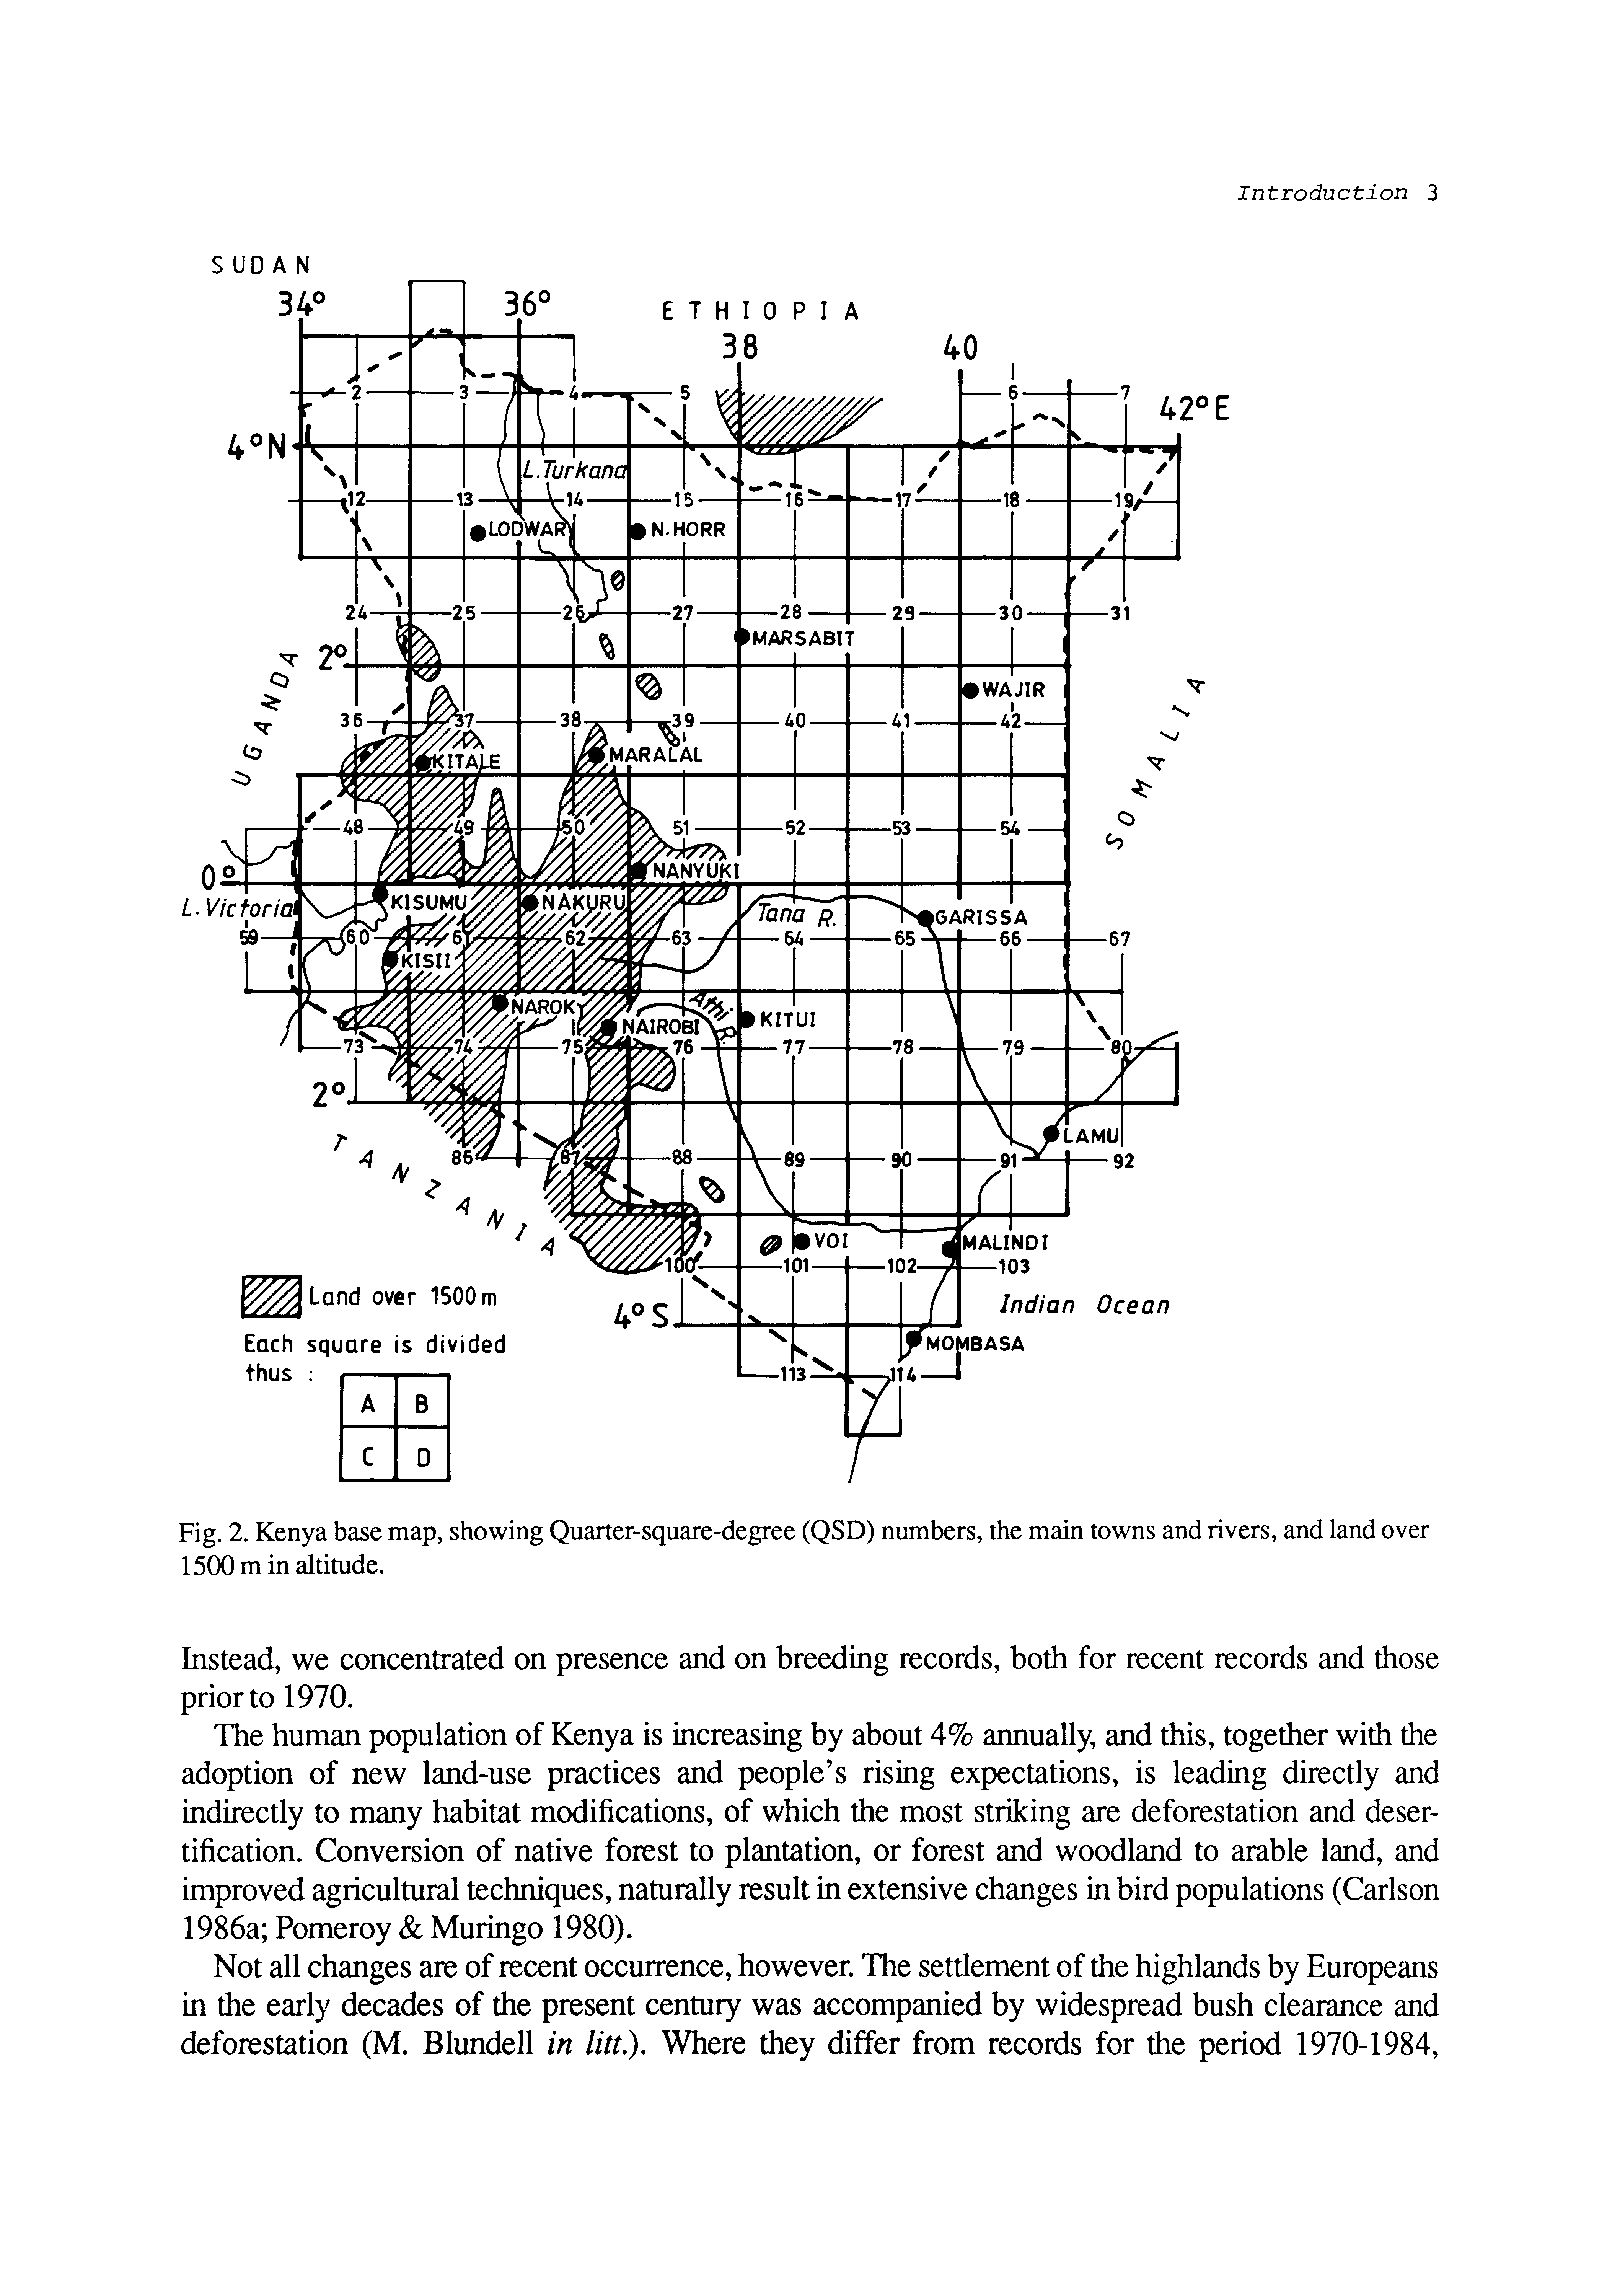 Introduction 3
SUDAN
34° 36° ETHIOPIA
38 40
2 3 4 5 6 7
42°E
4°N
L.Turkana
12 13 14 15 16 17 18 19
LODWAR N.HORR
24 25 26 27 28 29 30 31
MARSABIT
UGANDA 2°
WAJIR
SOMALIA
36 37 38 39 40 41 42
KITALE MARALAL
48 49 50 51 52 53 54
0° NANYUKI
L.Victoria KISUMU NAKURU Tana R. GARISSA
59 60 61 62 63 64 65 66 67
KISII
NAROK NAIROBI Athi R. KITUI
73 74 75 76 77 78 79 80
2°
TANZANIA
LAMU
86 87 88 89 90 91 92
VOI MALINDI
100 101 102 103
Land over 1500 m
4°S Indian Ocean
Each square is divided
thus :
MOMBASA
113 114
A B
C D
Fig. 2. Kenya base map, showing Quarter-square-degree (QSD) numbers, the main towns and rivers, and land over
1500 m in altitude.
Instead, we concentrated on presence and on breeding records, both for recent records and those
prior to 1970.
The human population of Kenya is increasing by about 4% annually, and this, together with the
adoption of new land-use practices and people's rising expectations, is leading directly and
indirectly to many habitat modifications, of which the most striking are deforestation and deser-
tification. Conversion of native forest to plantation, or forest and woodland to arable land, and
improved agricultural techniques, naturally result in extensive changes in bird populations (Carlson
1986a; Pomeroy & Muringo 1980).
Not all changes are of recent occurrence, however. The settlement of the highlands by Europeans
in the early decades of the present century was accompanied by widespread bush clearance and
deforestation (M. Blundell in litt.). Where they differ from records for the period 1970-1984,